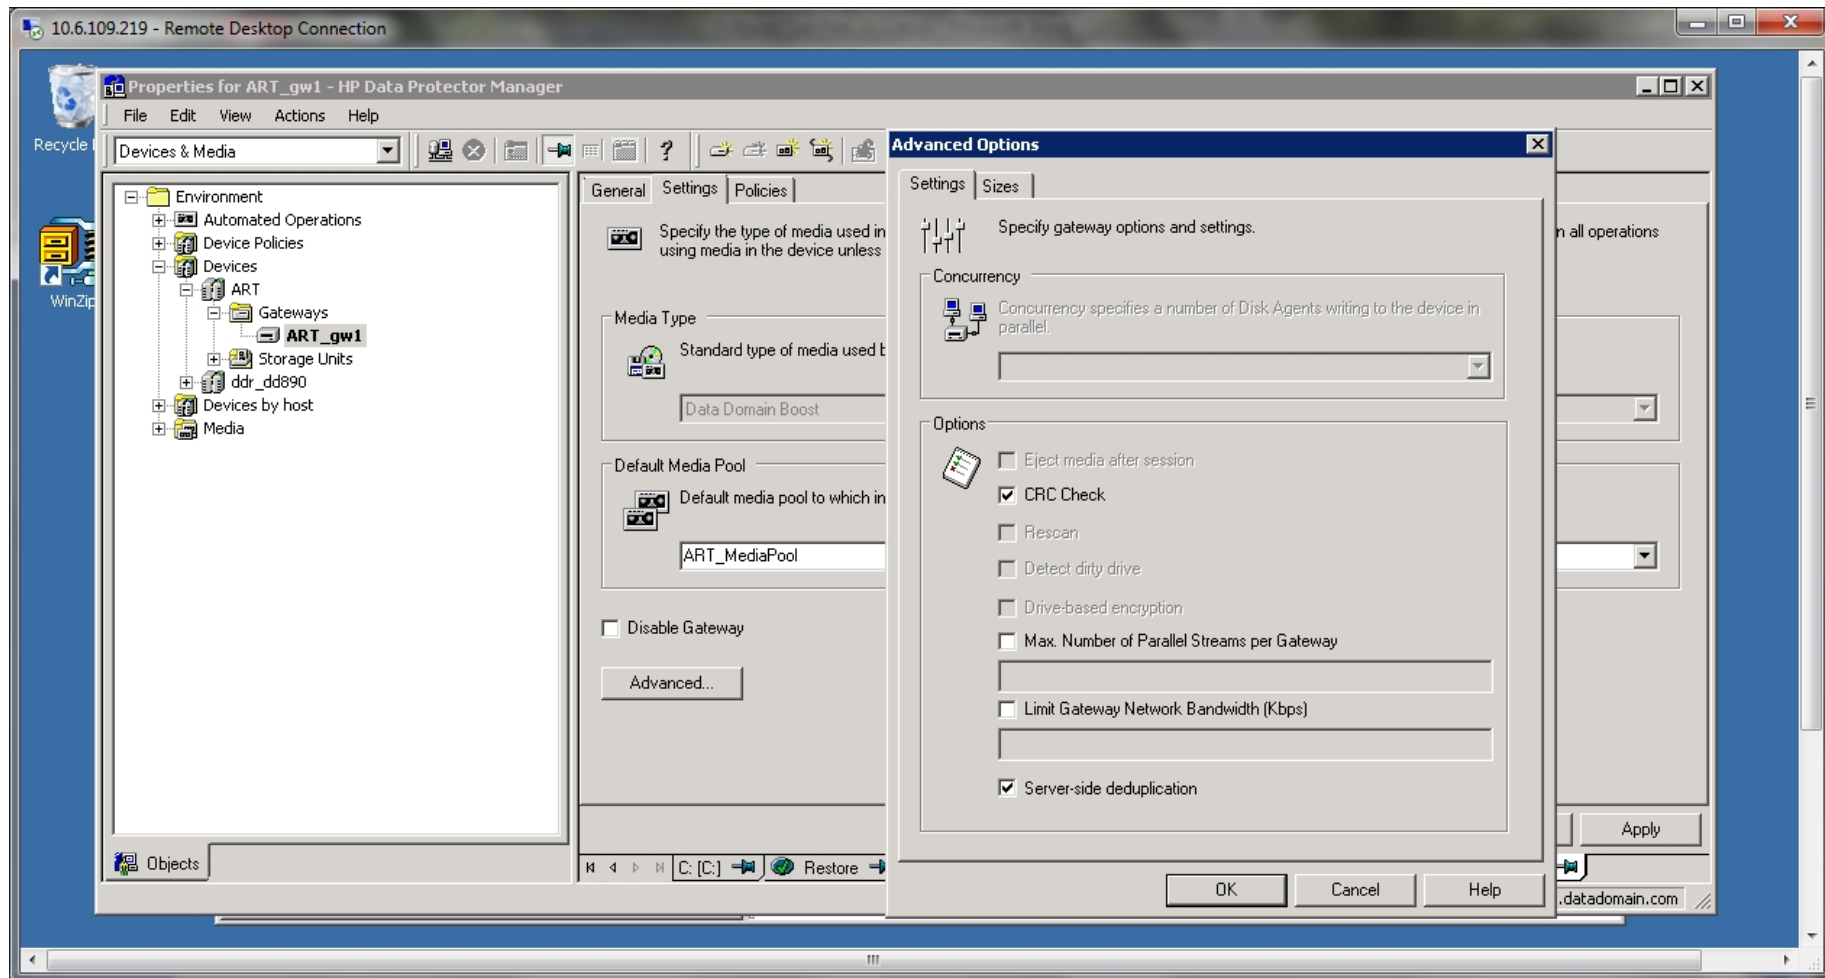 10.6.109.219 - Remote Desktop Connection
Recycle
WinZip
Properties for ART_gw1 - HP Data Protector Manager
File Edit View Actions Help
Devices & Media
Environment
Automated Operations
Device Policies
Devices
ART
Gateways
ART_gw1
Storage Units
ddr_dd890
Devices by host
Media
Objects
General Settings Policies
Specify the type of media used in
using media in the device unless
n all operations
Media Type
Standard type of media used
Data Domain Boost
Default Media Pool
Default media pool to which in
ART_MediaPool
Disable Gateway
Advanced...
Apply
C: [C:] Restore
.datadomain.com
Advanced Options
Settings Sizes
Specify gateway options and settings.
Concurrency
Concurrency specifies a number of Disk Agents writing to the device in
parallel.
Options
Eject media after session
CRC Check
Rescan
Detect dirty drive
Drive-based encryption
Max. Number of Parallel Streams per Gateway
Limit Gateway Network Bandwidth (Kbps)
Server-side deduplication
OK Cancel Help